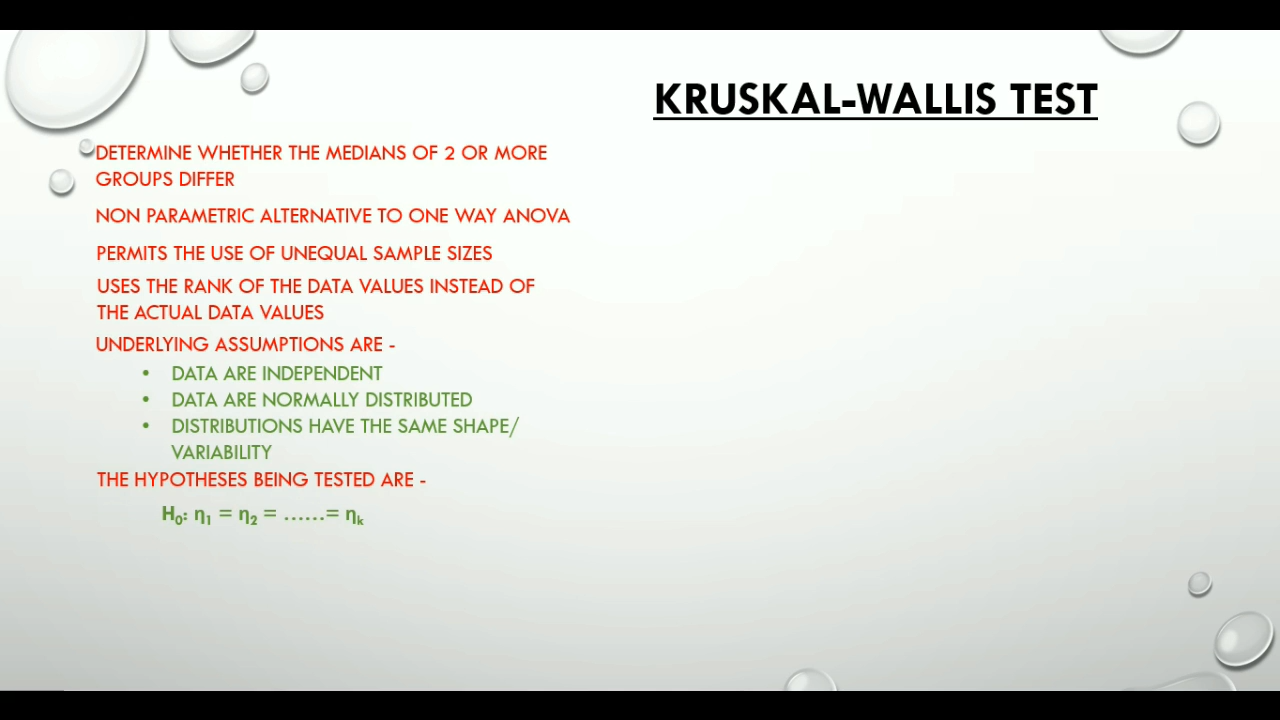 KRUSKAL-WALLIS TEST
DETERMINE WHETHER THE MEDIANS OF 2 OR MORE
GROUPS DIFFER
NON PARAMETRIC ALTERNATIVE TO ONE WAY ANOVA
PERMITS THE USE OF UNEQUAL SAMPLE SIZES
USES THE RANK OF THE DATA VALUES INSTEAD OF
THE ACTUAL DATA VALUES
UNDERLYING ASSUMPTIONS ARE -
• DATA ARE INDEPENDENT
• DATA ARE NORMALLY DISTRIBUTED
• DISTRIBUTIONS HAVE THE SAME SHAPE/
VARIABILITY
THE HYPOTHESES BEING TESTED ARE -
H₀: η₁ = η₂ = ......= ηₖ